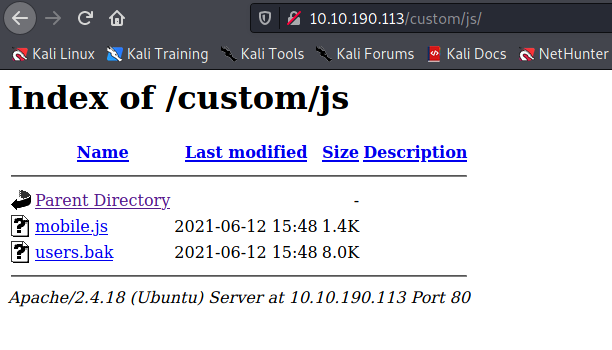 10.10.190.113/custom/js/
Kali Linux Kali Training Kali Tools Kali Forums Kali Docs NetHunter
Index of /custom/js
Name Last modified Size Description
Parent Directory -
mobile.js 2021-06-12 15:48 1.4K
users.bak 2021-06-12 15:48 8.0K
Apache/2.4.18 (Ubuntu) Server at 10.10.190.113 Port 80